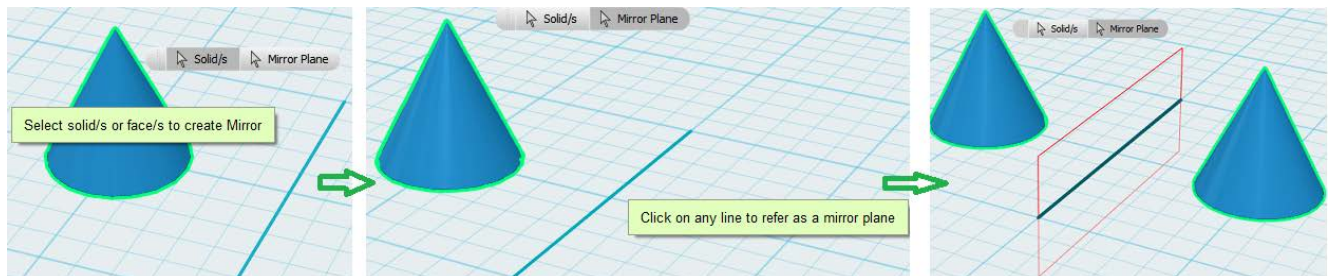 Solid/s Mirror Plane
Select solid/s or face/s to create Mirror
Solid/s Mirror Plane
Click on any line to refer as a mirror plane
Solid/s Mirror Plane